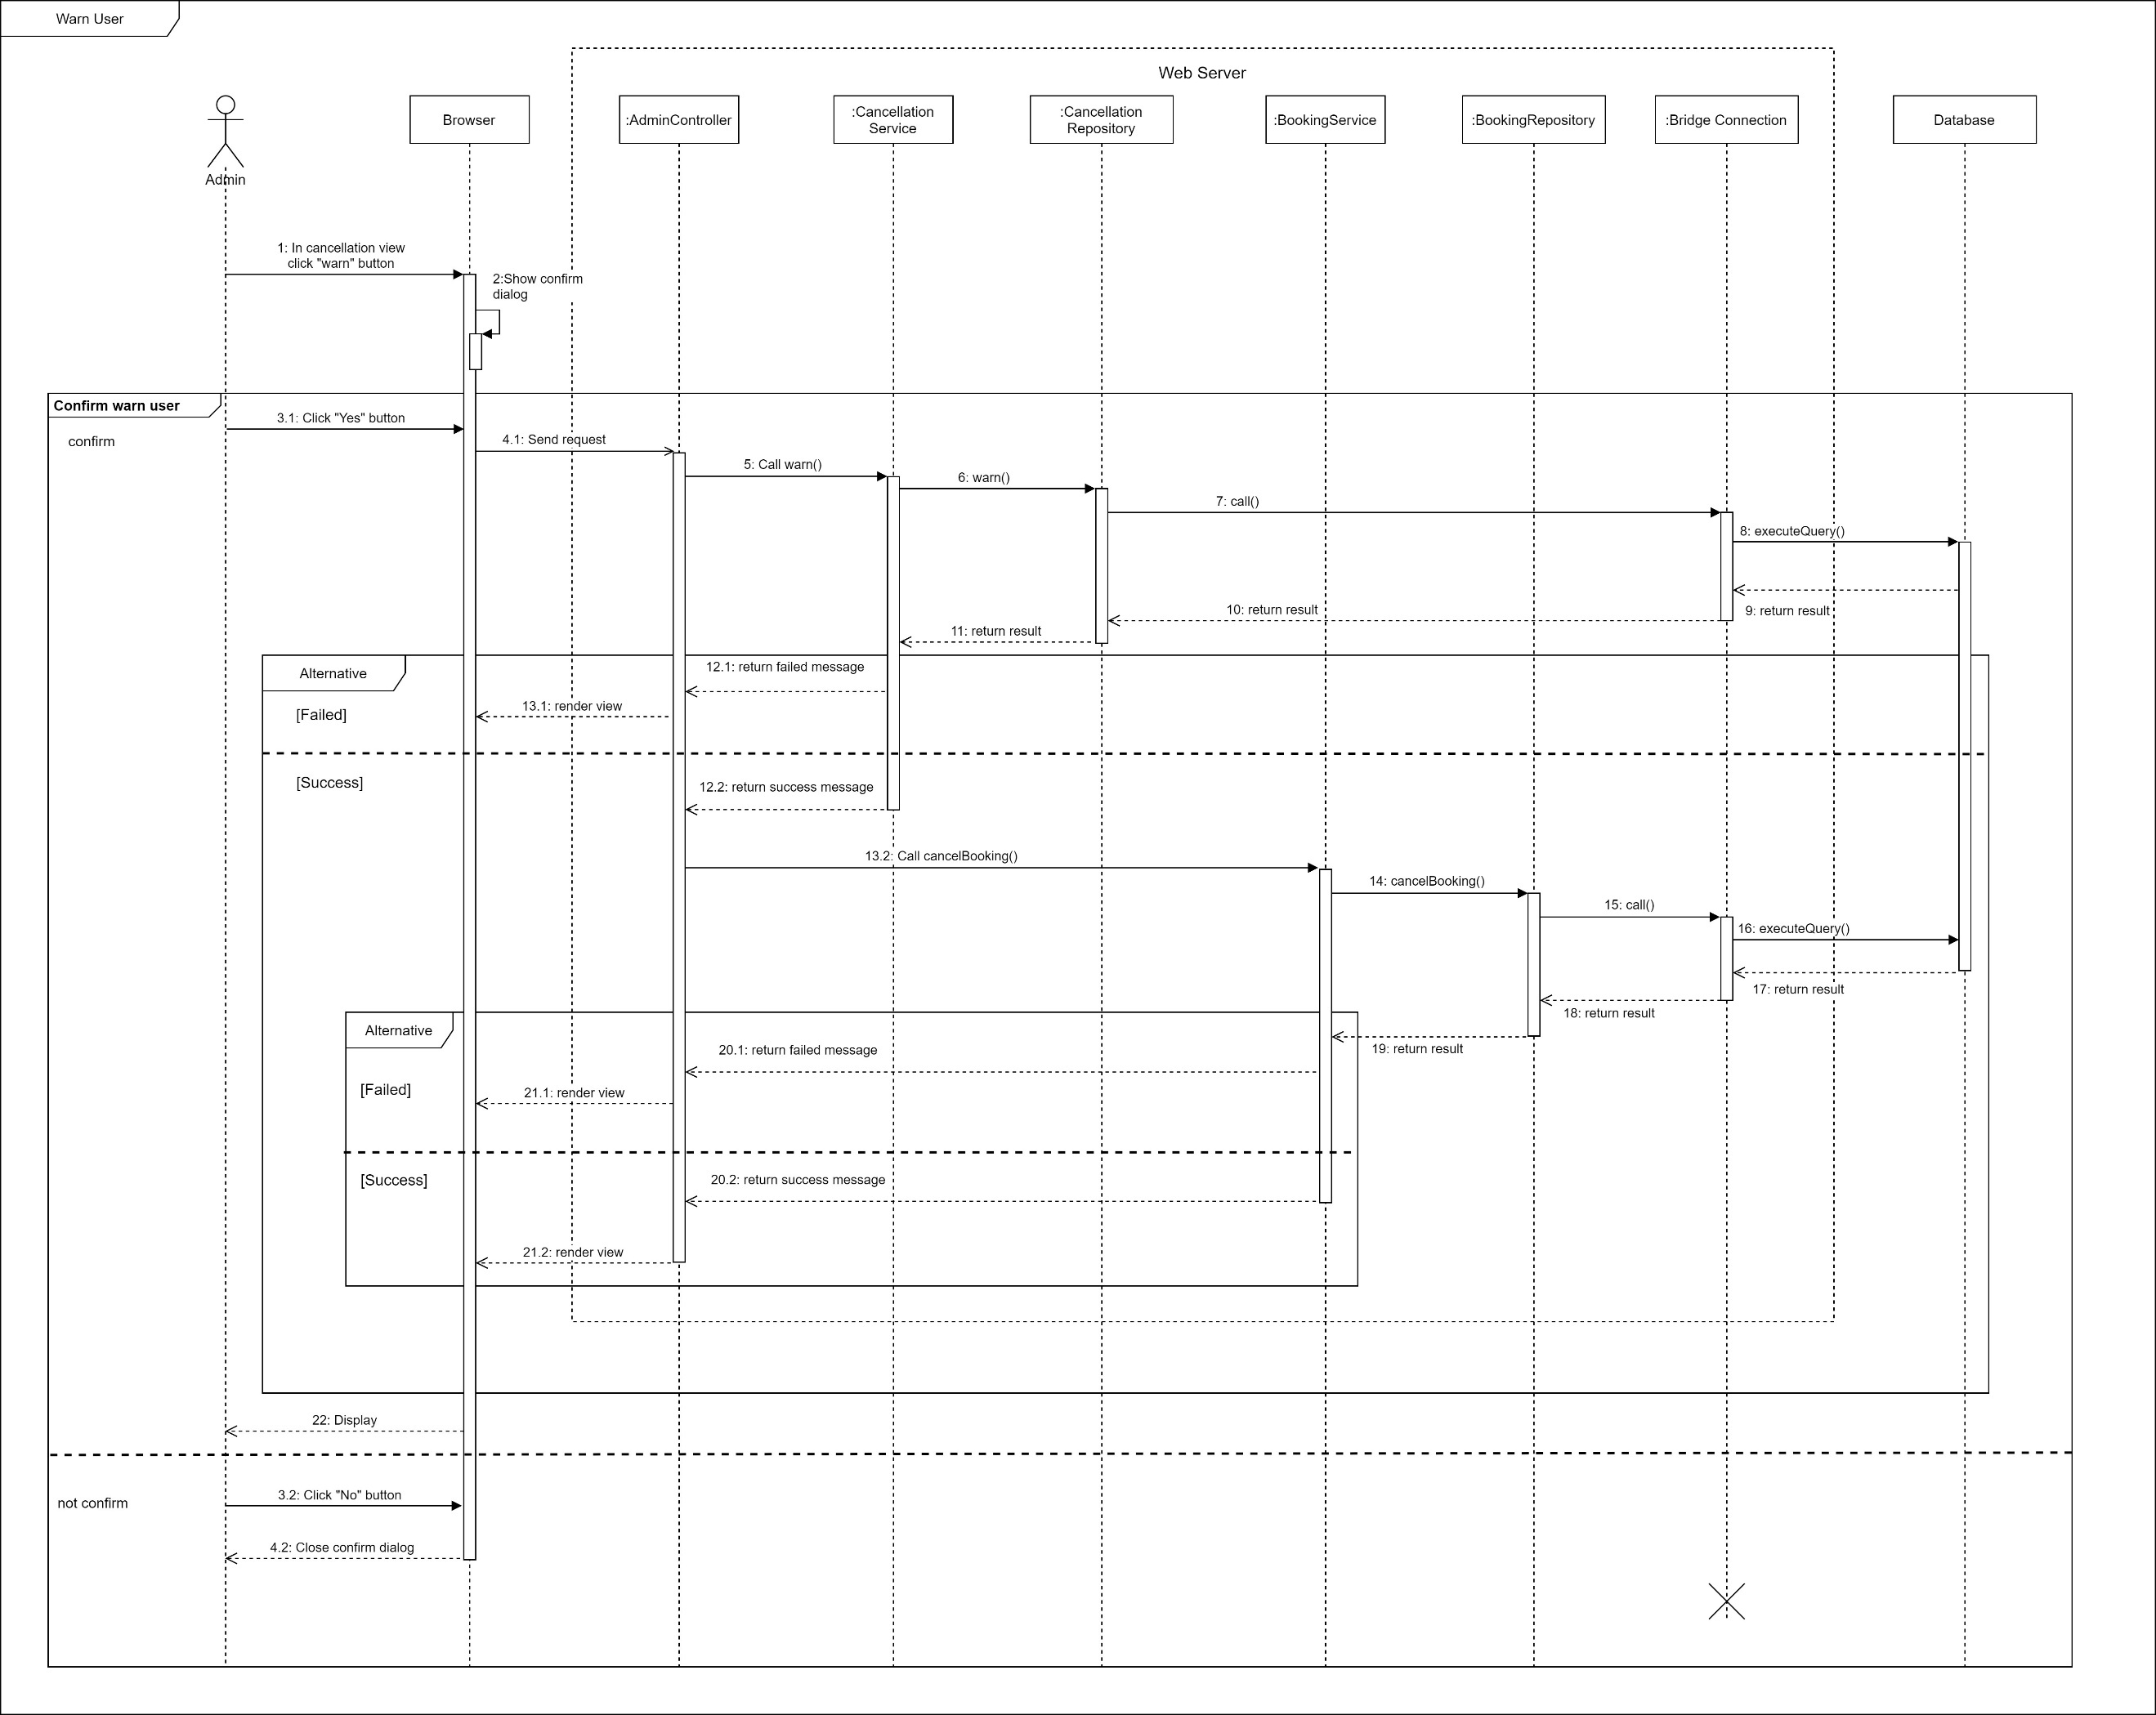 Warn User
Web Server
Admin
Browser
:AdminController
:Cancellation
Service
:Cancellation
Repository
:BookingService
:BookingRepository
:Bridge Connection
Database
1: In cancellation view
click "warn" button
2:Show confirm
dialog
Confirm warn user
confirm
3.1: Click "Yes" button
4.1: Send request
5: Call warn()
6: warn()
7: call()
8: executeQuery()
9: return result
10: return result
11: return result
Alternative
12.1: return failed message
[Failed]
13.1: render view
[Success]
12.2: return success message
13.2: Call cancelBooking()
14: cancelBooking()
15: call()
16: executeQuery()
17: return result
18: return result
19: return result
Alternative
20.1: return failed message
[Failed]
21.1: render view
[Success]
20.2: return success message
21.2: render view
22: Display
not confirm
3.2: Click "No" button
4.2: Close confirm dialog